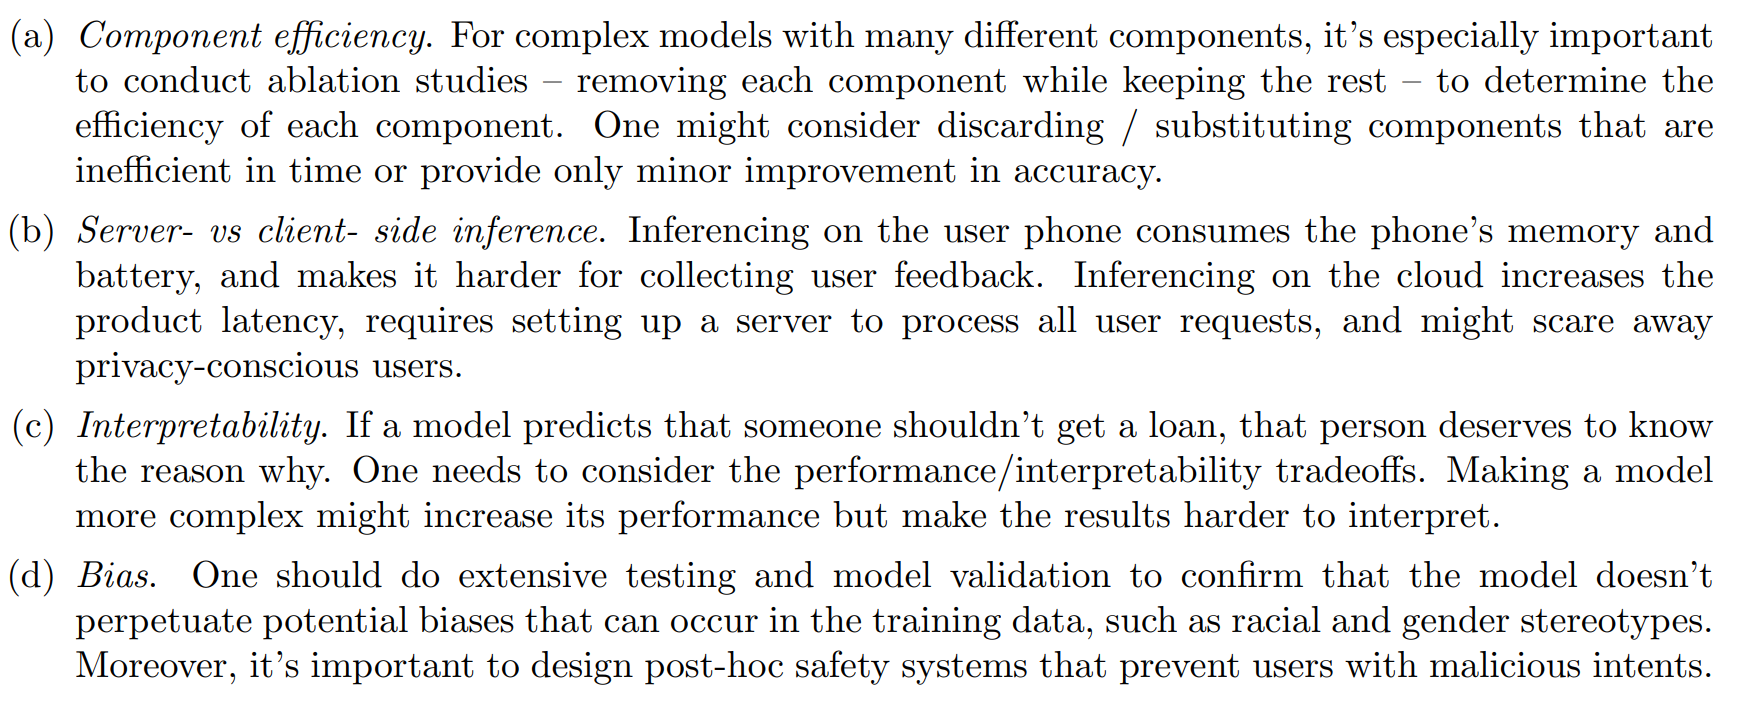 (a) Component efficiency. For complex models with many different components, it's especially important
to conduct ablation studies – removing each component while keeping the rest – to determine the
efficiency of each component. One might consider discarding / substituting components that are
inefficient in time or provide only minor improvement in accuracy.
(b) Server- vs client- side inference. Inferencing on the user phone consumes the phone's memory and
battery, and makes it harder for collecting user feedback. Inferencing on the cloud increases the
product latency, requires setting up a server to process all user requests, and might scare away
privacy-conscious users.
(c) Interpretability. If a model predicts that someone shouldn't get a loan, that person deserves to know
the reason why. One needs to consider the performance/interpretability tradeoffs. Making a model
more complex might increase its performance but make the results harder to interpret.
(d) Bias. One should do extensive testing and model validation to confirm that the model doesn't
perpetuate potential biases that can occur in the training data, such as racial and gender stereotypes.
Moreover, it's important to design post-hoc safety systems that prevent users with malicious intents.